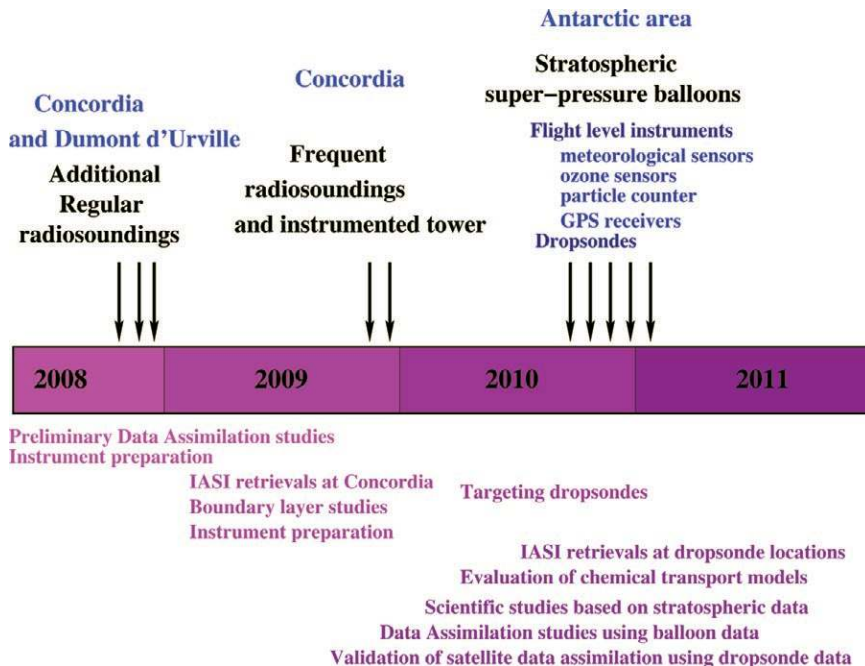 Concordia
and Dumont d'Urville
Additional
Regular
radiosoundings
Concordia
Frequent
radiosoundings
and instrumented tower
Antarctic area
Stratospheric
super-pressure balloons
Flight level instruments
meteorological sensors
ozone sensors
particle counter
GPS receivers
Dropsondes
2008 2009 2010 2011
Preliminary Data Assimilation studies
Instrument preparation
IASI retrievals at Concordia
Boundary layer studies
Instrument preparation
Targeting dropsondes
IASI retrievals at dropsonde locations
Evaluation of chemical transport models
Scientific studies based on stratospheric data
Data Assimilation studies using balloon data
Validation of satellite data assimilation using dropsonde data